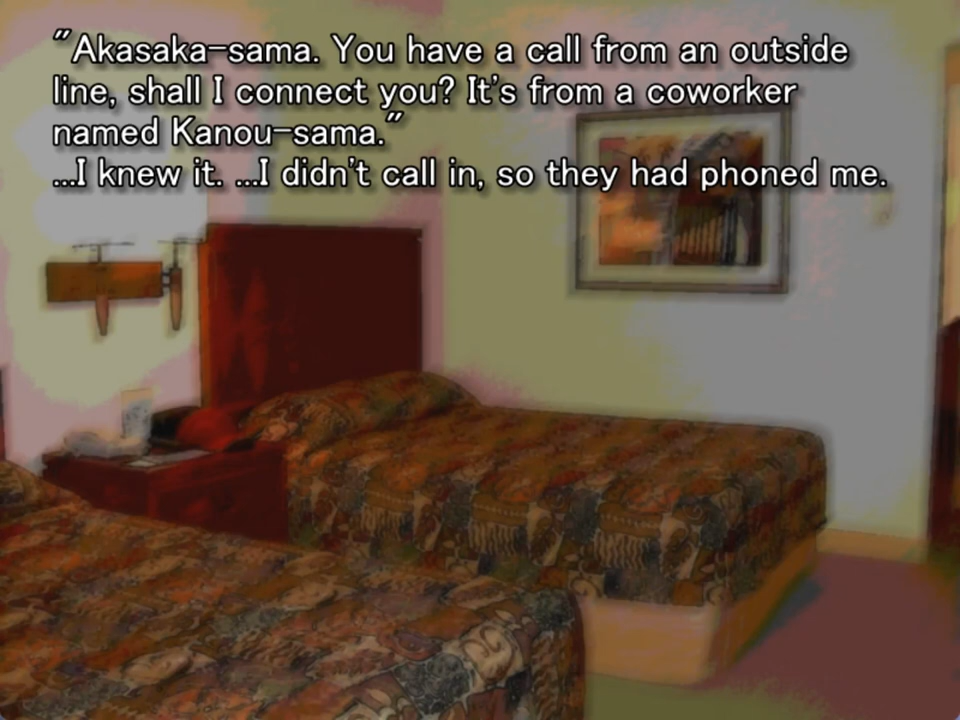 "Akasaka-sama. You have a call from an outside
line, shall I connect you? It's from a coworker
named Kanou-sama."
...I knew it. ...I didn't call in, so they had phoned me.